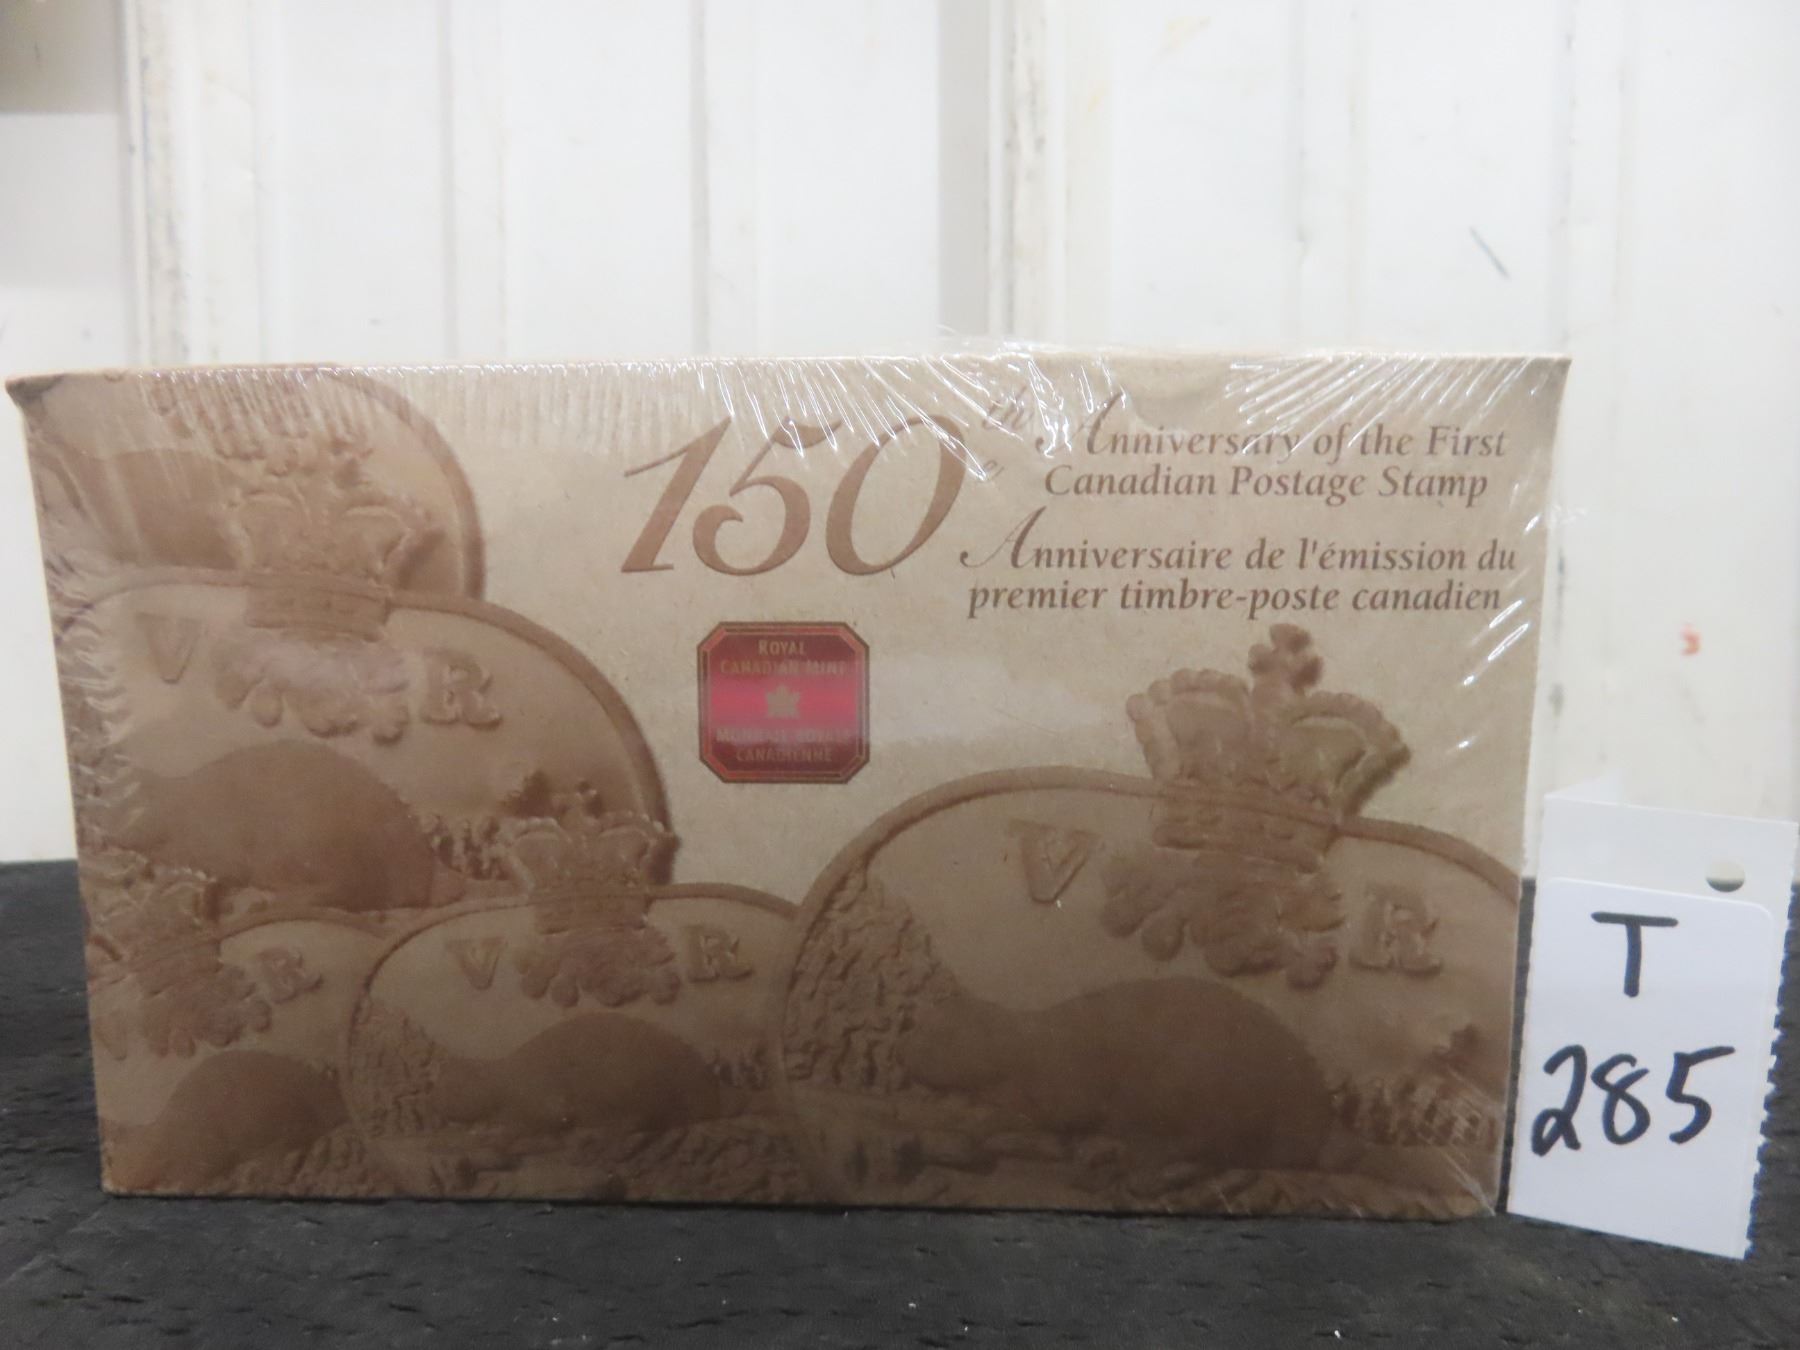 150th Anniversary of the First
Canadian Postage Stamp
e Anniversaire de l'émission du
premier timbre-poste canadien
ROYAL
CANADIAN MINT
MONNAIE ROYALE
CANADIENNE
V R
V R
V R
R
T
285